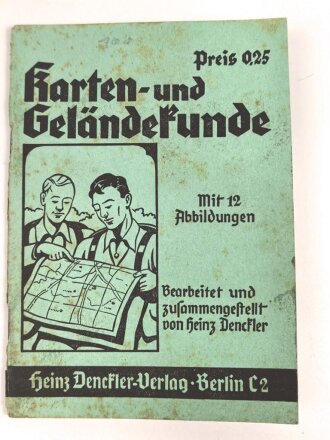 Preis 0,25
Karten- und
Geländekunde
Mit 12
Abbildungen
Bearbeitet und
zusammengestellt
von Heinz Denckler
Heinz Denckler-Verlag · Berlin C2